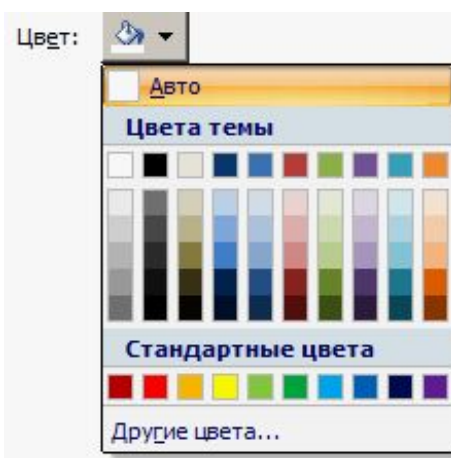 Цвет:
Авто
Цвета темы
Стандартные цвета
Другие цвета...